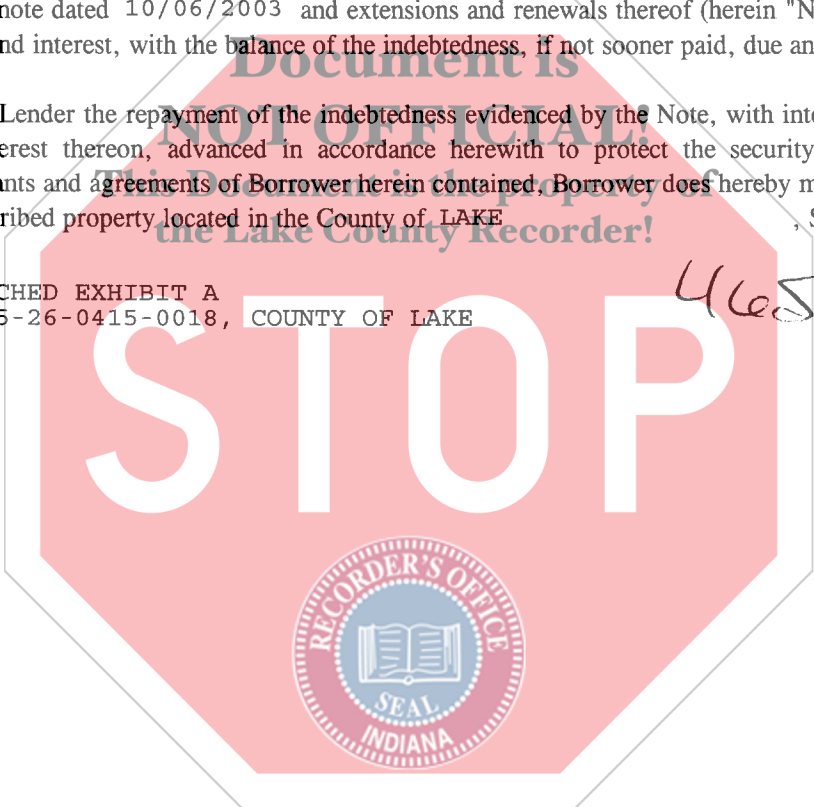 note dated 10/06/2003 and extensions and renewals thereof (herein "N
nd interest, with the balance of the indebtedness, if not sooner paid, due an
Document is
Lender the repayment of the indebtedness evidenced by the Note, with inte
NOT OFFICIAL!
erest thereon, advanced in accordance herewith to protect the security
nts and agreements of Borrower herein contained, Borrower does hereby m
This Document is the property of
ribed property located in the County of LAKE , S
the Lake County Recorder!
CHED EXHIBIT A
5-26-0415-0018, COUNTY OF LAKE
465
STOP
RECORDER'S OFFICE
SEAL
INDIANA